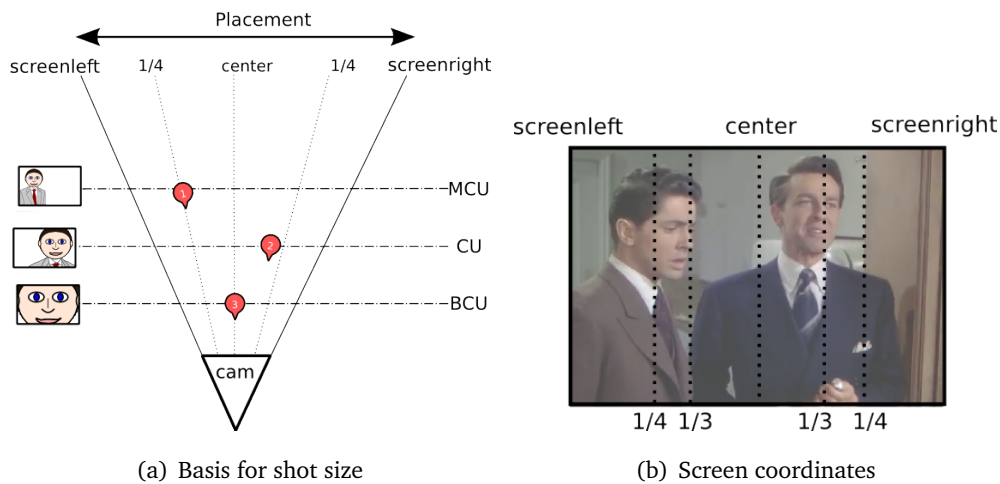 Placement
screenleft 1/4 center 1/4 screenright
1
MCU
2
CU
3
BCU
cam
(a) Basis for shot size
screenleft center screenright
1/4 1/3 1/3 1/4
(b) Screen coordinates